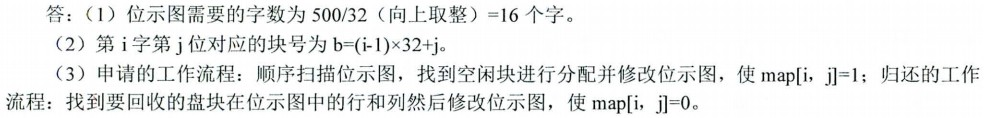 答：（1）位示图需要的字数为 500/32（向上取整）=16 个字。
（2）第 i 字第 j 位对应的块号为 b=(i-1)×32+j。
（3）申请的工作流程：顺序扫描位示图，找到空闲块进行分配并修改位示图，使 map[i，j]=1；归还的工作
流程：找到要回收的盘块在位示图中的行和列然后修改位示图，使 map[i，j]=0。